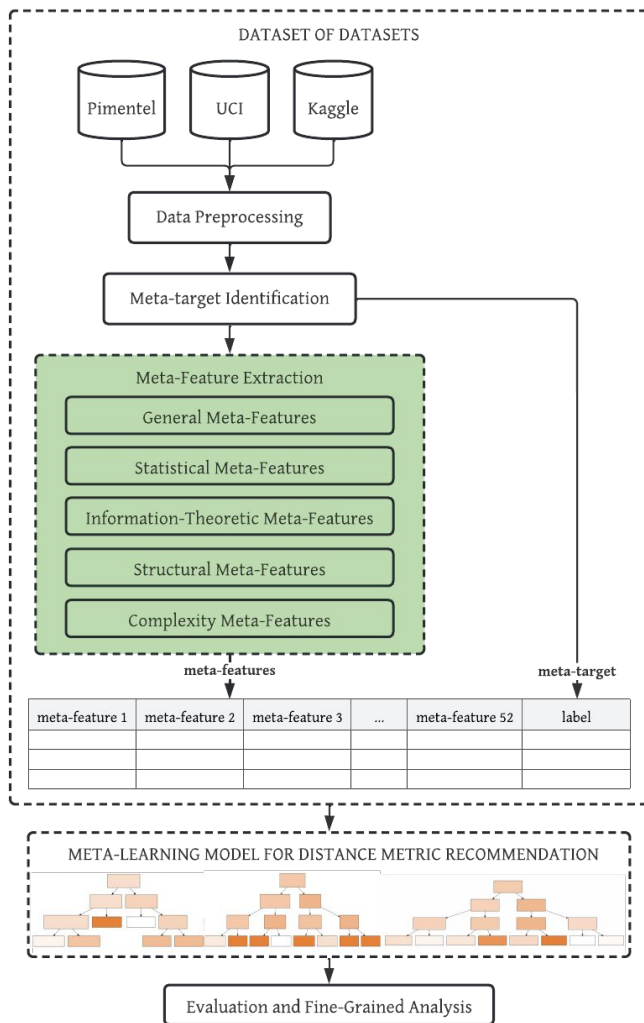 DATASET OF DATASETS
Pimentel
UCI
Kaggle
Data Preprocessing
Meta-target Identification
Meta-Feature Extraction
General Meta-Features
Statistical Meta-Features
Information-Theoretic Meta-Features
Structural Meta-Features
Complexity Meta-Features
meta-features
meta-target
meta-feature 1
meta-feature 2
meta-feature 3
...
meta-feature 52
label
META-LEARNING MODEL FOR DISTANCE METRIC RECOMMENDATION
Evaluation and Fine-Grained Analysis